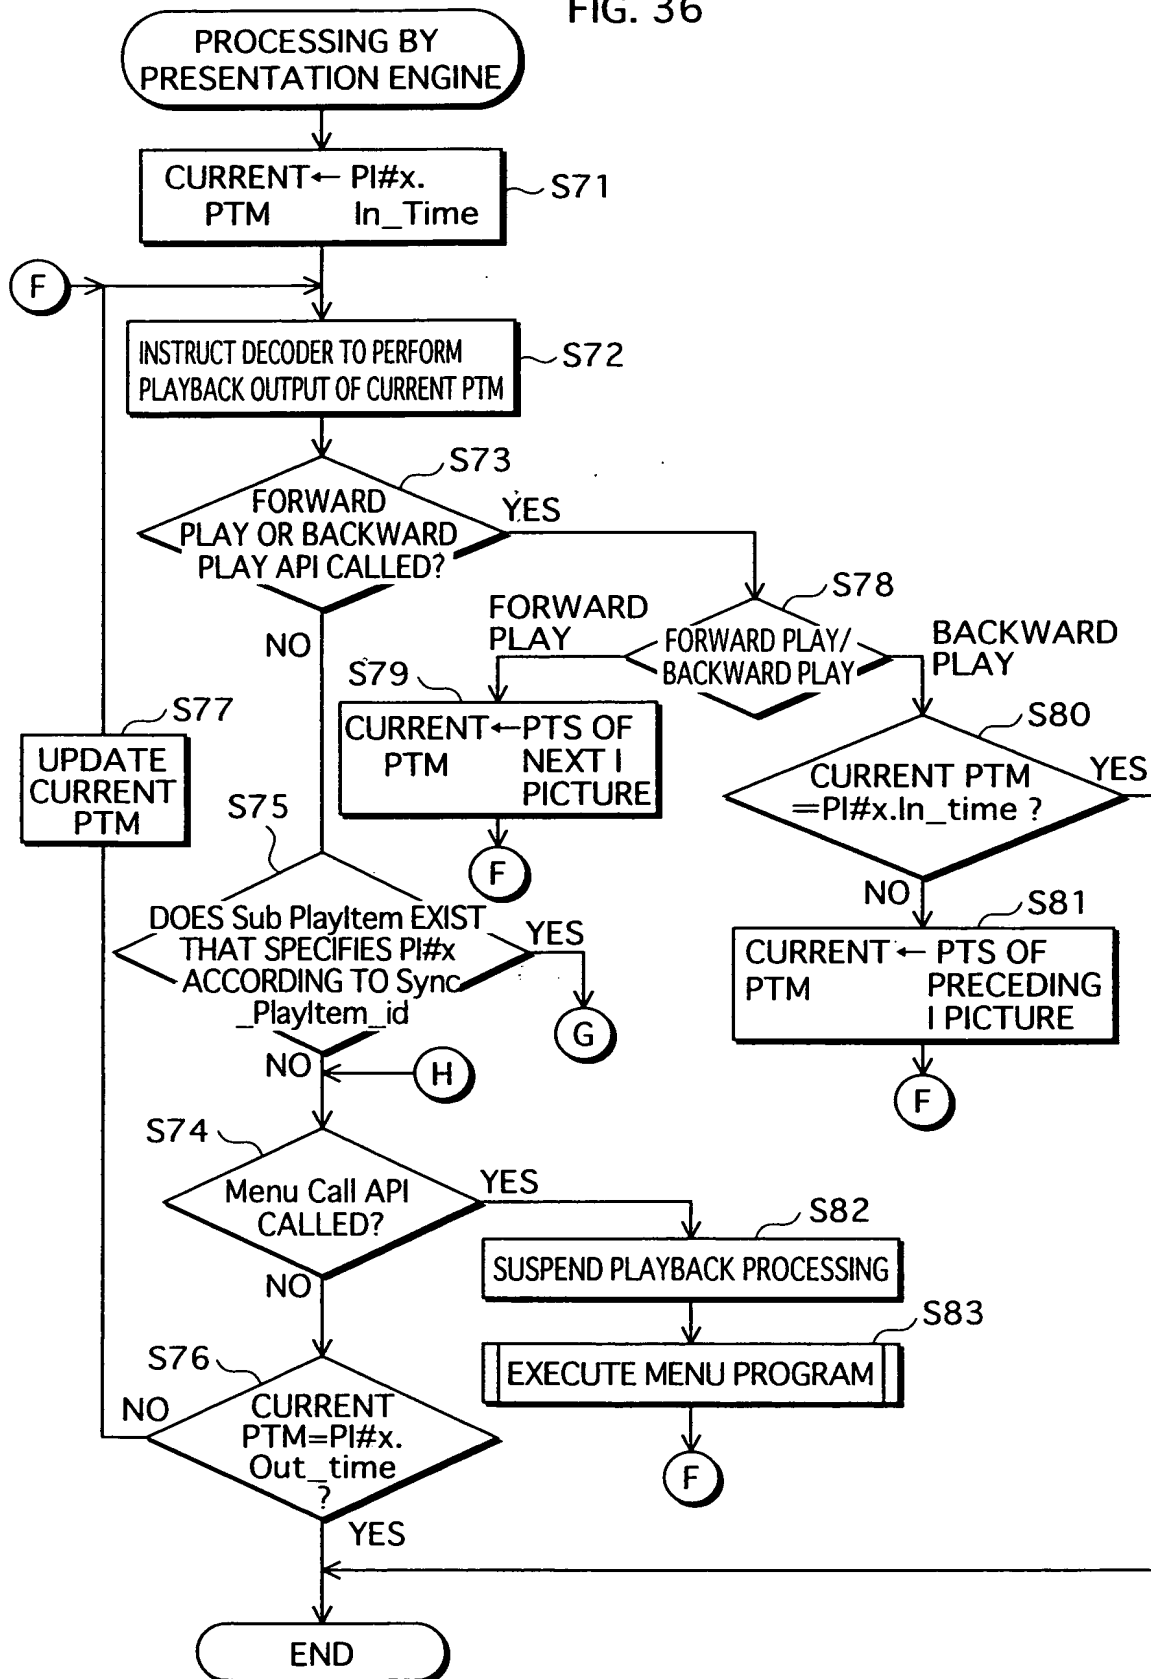 FIG. 36
PROCESSING BY
PRESENTATION ENGINE
CURRENT ← PI#x.
PTM In_Time
S71
F
INSTRUCT DECODER TO PERFORM
PLAYBACK OUTPUT OF CURRENT PTM
S72
S73
FORWARD
PLAY OR BACKWARD
PLAY API CALLED?
YES
NO
S78
FORWARD
PLAY
FORWARD PLAY/
BACKWARD PLAY
BACKWARD
PLAY
S79
CURRENT ← PTS OF
PTM NEXT I
PICTURE
F
S80
CURRENT PTM
=PI#x.In_time ?
YES
NO
S81
CURRENT ← PTS OF
PTM PRECEDING
I PICTURE
F
S77
UPDATE
CURRENT
PTM
S75
DOES Sub PlayItem EXIST
THAT SPECIFIES PI#x
ACCORDING TO Sync
_PlayItem_id
YES
G
NO
H
S74
Menu Call API
CALLED?
YES
NO
S82
SUSPEND PLAYBACK PROCESSING
S83
EXECUTE MENU PROGRAM
F
S76
CURRENT
PTM=PI#x.
Out_time
?
NO
YES
END